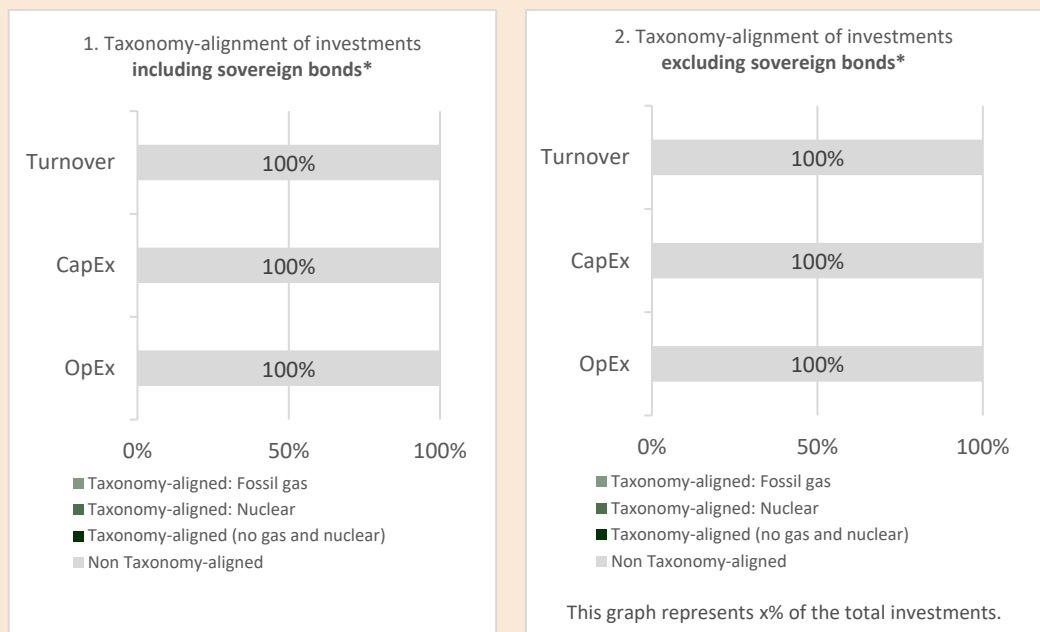 1. Taxonomy-alignment of investments
including sovereign bonds*
Turnover
100%
CapEx
100%
OpEx
100%
0%
50%
100%
Taxonomy-aligned: Fossil gas
Taxonomy-aligned: Nuclear
Taxonomy-aligned (no gas and nuclear)
Non Taxonomy-aligned
2. Taxonomy-alignment of investments
excluding sovereign bonds*
Turnover
100%
CapEx
100%
OpEx
100%
0%
50%
100%
Taxonomy-aligned: Fossil gas
Taxonomy-aligned: Nuclear
Taxonomy-aligned (no gas and nuclear)
Non Taxonomy-aligned
This graph represents x% of the total investments.